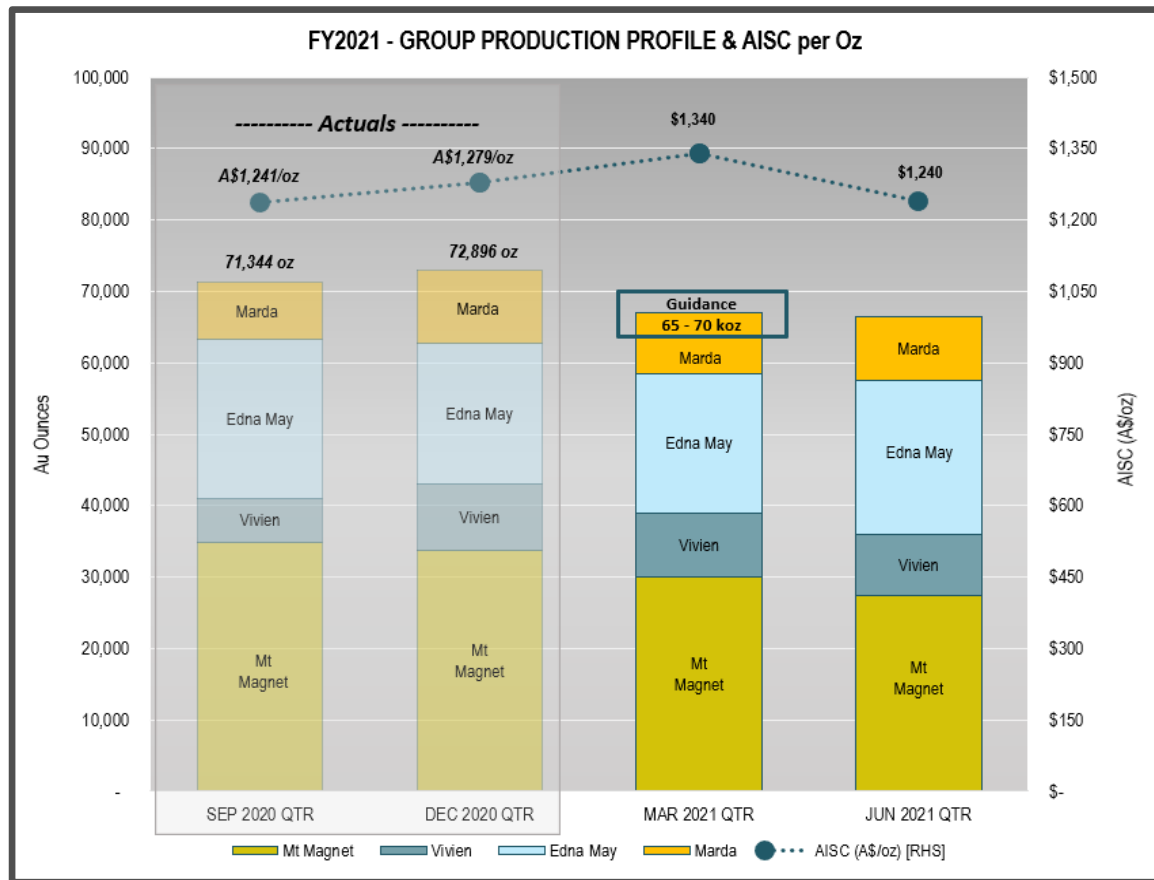 FY2021 - GROUP PRODUCTION PROFILE & AISC per Oz
100,000
90,000
80,000
70,000
60,000
50,000
40,000
30,000
20,000
10,000
-
Au Ounces
$1,500
$1,350
$1,200
$1,050
$900
$750
$600
$450
$300
$150
$-
AISC (A$/oz)
---------- Actuals ----------
A$1,241/oz
A$1,279/oz
$1,340
$1,240
71,344 oz
72,896 oz
Guidance
65 - 70 koz
Marda
Edna May
Vivien
Mt
Magnet
Marda
Edna May
Vivien
Mt
Magnet
Marda
Edna May
Vivien
Mt
Magnet
Marda
Edna May
Vivien
Mt
Magnet
SEP 2020 QTR
DEC 2020 QTR
MAR 2021 QTR
JUN 2021 QTR
Mt Magnet
Vivien
Edna May
Marda
AISC (A$/oz) [RHS]